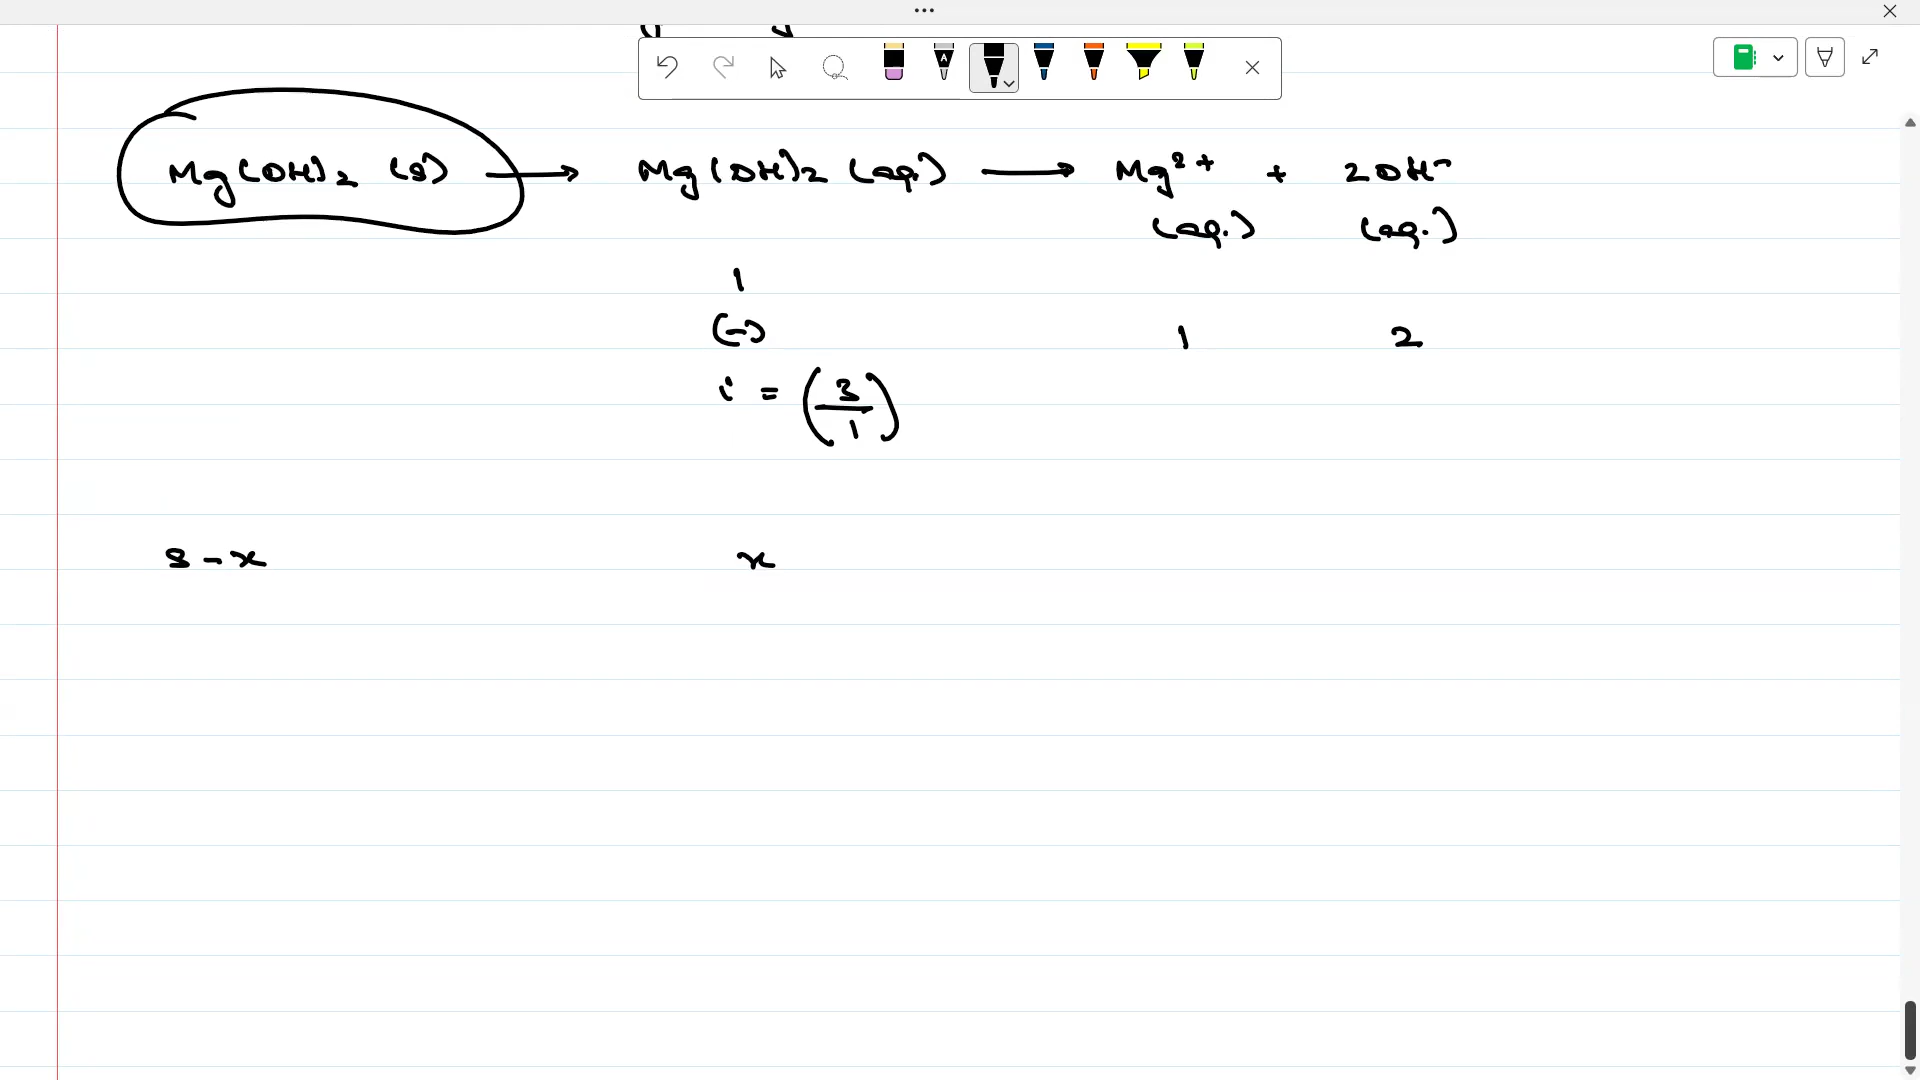 Mg(OH)2 (s) → Mg(OH)2 (aq.) → Mg2+ + 2OH-
(aq.) (aq.)
1
(-) 1 2
i = (3/1)
s - x x